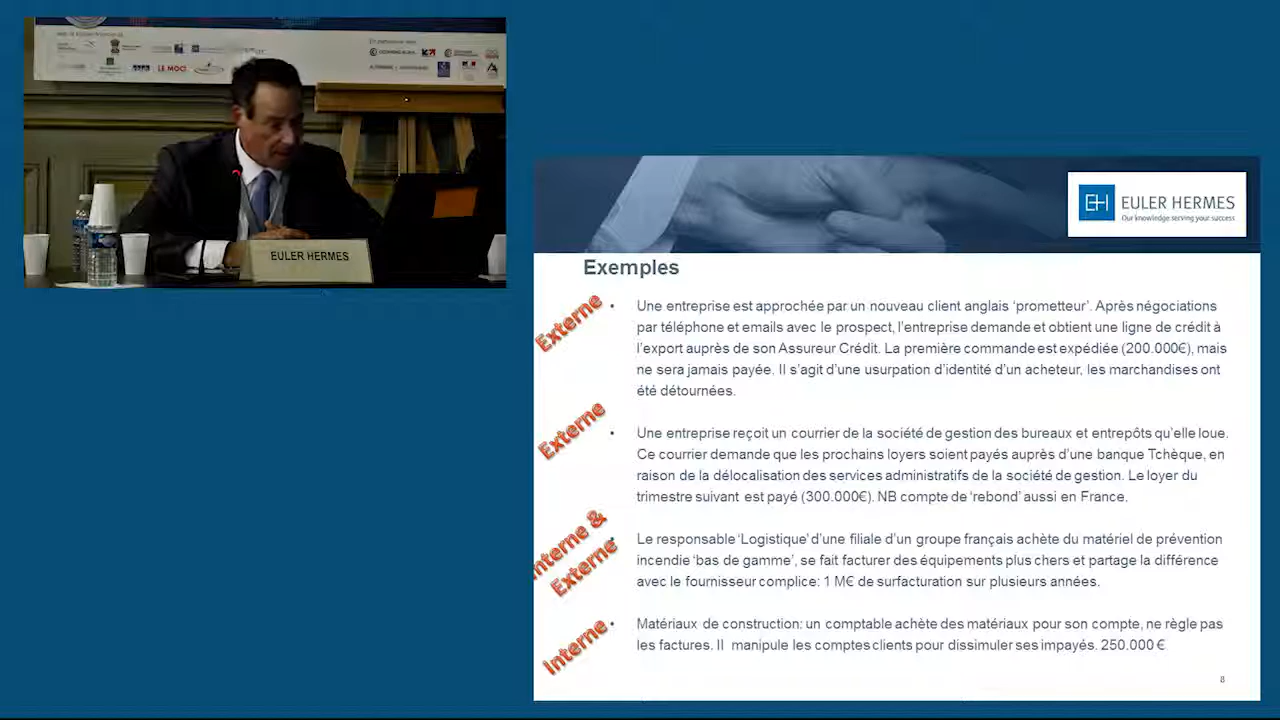 En partenariat avec
LE MOCI
EULER HERMES
EULER HERMES
Our knowledge serving your success
Exemples
Externe
• Une entreprise est approchée par un nouveau client anglais ‘prometteur’. Après négociations
par téléphone et emails avec le prospect, l’entreprise demande et obtient une ligne de crédit à
l’export auprès de son Assureur Crédit. La première commande est expédiée (200.000€), mais
ne sera jamais payée. Il s’agit d’une usurpation d’identité d’un acheteur, les marchandises ont
été détournées.
Externe
• Une entreprise reçoit un courrier de la société de gestion des bureaux et entrepôts qu’elle loue.
Ce courrier demande que les prochains loyers soient payés auprès d’une banque Tchèque, en
raison de la délocalisation des services administratifs de la société de gestion. Le loyer du
trimestre suivant est payé (300.000€). NB compte de ‘rebond’ aussi en France.
Interne &
Externe
• Le responsable ‘Logistique’ d’une filiale d’un groupe français achète du matériel de prévention
incendie ‘bas de gamme’, se fait facturer des équipements plus chers et partage la différence
avec le fournisseur complice: 1 M€ de surfacturation sur plusieurs années.
Interne
• Matériaux de construction: un comptable achète des matériaux pour son compte, ne règle pas
les factures. Il manipule les comptes clients pour dissimuler ses impayés. 250.000 €
8